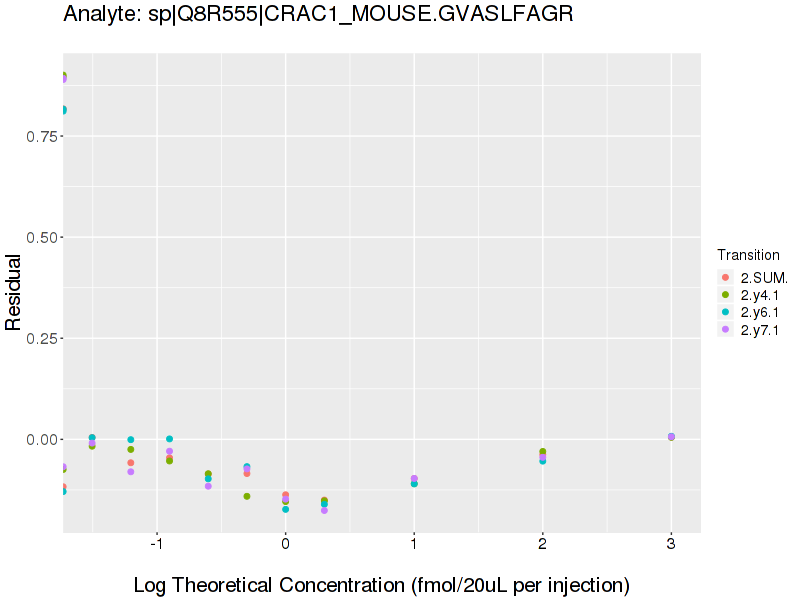 Analyte: sp|Q8R555|CRAC1_MOUSE.GVASLFAGR
Residual
0.75
0.50
0.25
0.00
-1
0
1
2
3
Log Theoretical Concentration (fmol/20uL per injection)
Transition
2.SUM.
2.y4.1
2.y6.1
2.y7.1